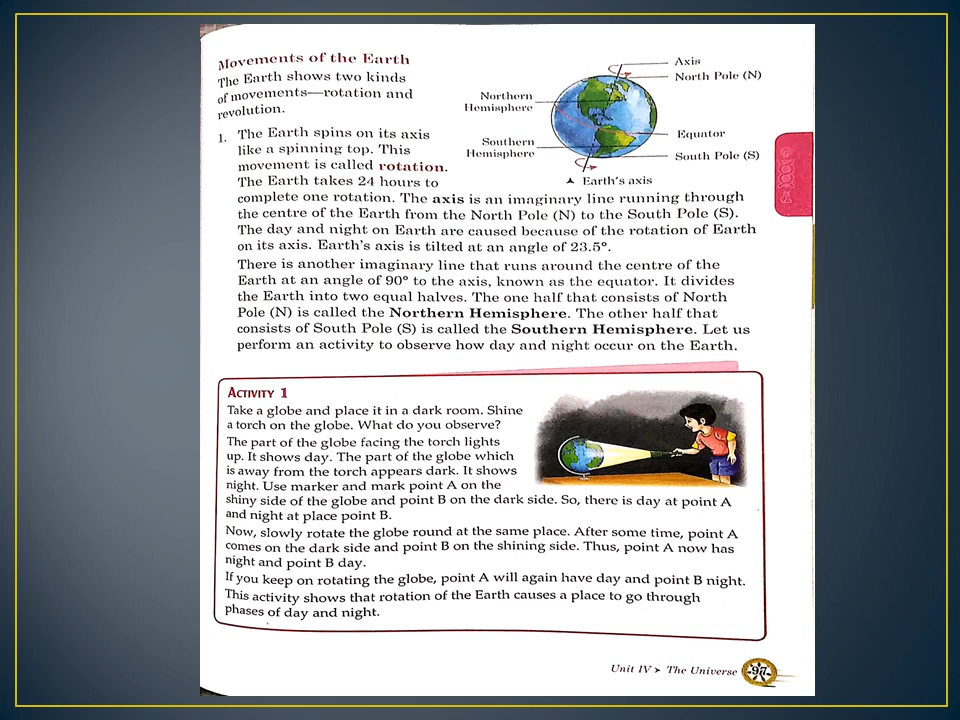 Movements of the Earth
The Earth shows two kinds
of movements—rotation and
revolution.
1. The Earth spins on its axis
like a spinning top. This
movement is called rotation.
The Earth takes 24 hours to
complete one rotation. The axis is an imaginary line running through
the centre of the Earth from the North Pole (N) to the South Pole (S).
The day and night on Earth are caused because of the rotation of Earth
on its axis. Earth's axis is tilted at an angle of 23.5°.
Axis
North Pole (N)
Northern
Hemisphere
Equator
Southern
Hemisphere
South Pole (S)
Earth's axis
There is another imaginary line that runs around the centre of the
Earth at an angle of 90° to the axis, known as the equator. It divides
the Earth into two equal halves. The one half that consists of North
Pole (N) is called the Northern Hemisphere. The other half that
consists of South Pole (S) is called the Southern Hemisphere. Let us
perform an activity to observe how day and night occur on the Earth.
ACTIVITY 1
Take a globe and place it in a dark room. Shine
a torch on the globe. What do you observe?
The part of the globe facing the torch lights
up. It shows day. The part of the globe which
is away from the torch appears dark. It shows
night. Use marker and mark point A on the
shiny side of the globe and point B on the dark side. So, there is day at point A
and night at place point B.
Now, slowly rotate the globe round at the same place. After some time, point A
comes on the dark side and point B on the shining side. Thus, point A now has
night and point B day.
If you keep on rotating the globe, point A will again have day and point B night.
This activity shows that rotation of the Earth causes a place to go through
phases of day and night.
Unit IV ➤ The Universe 97